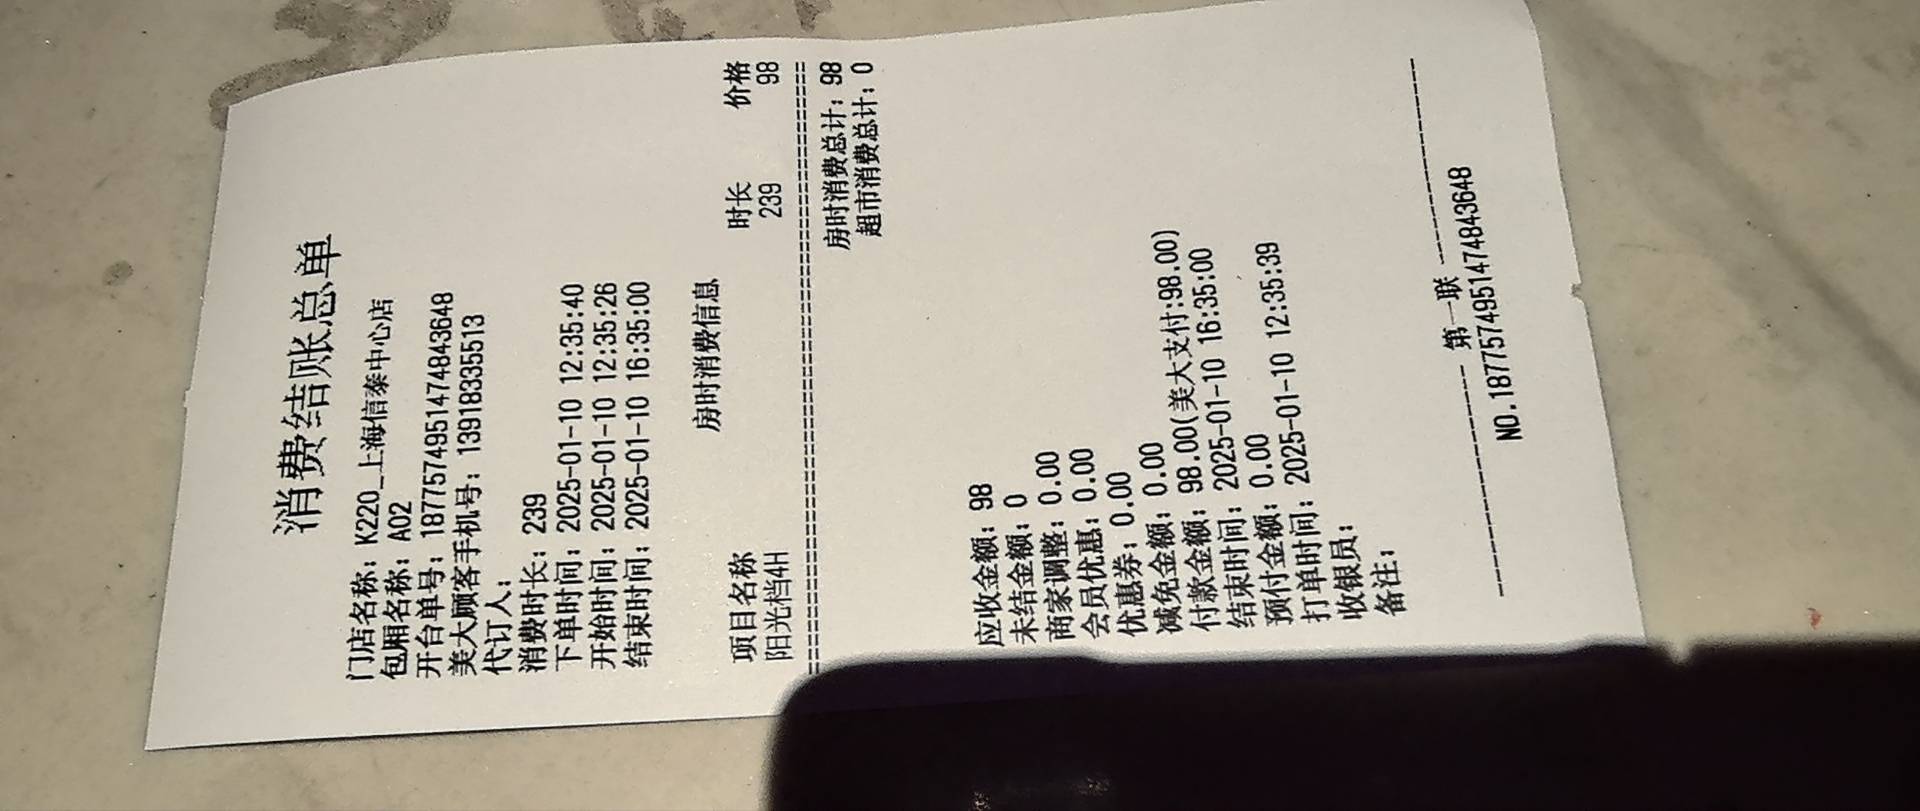 消费结账总单
门店名称: K220_上海信泰中心店
包厢名称: A02
开台单号: 1877574951474843648
美大顾客手机号: 13918335513
代订人:
消费时长: 239
下单时间: 2025-01-10 12:35:40
开始时间: 2025-01-10 12:35:26
结束时间: 2025-01-10 16:35:00
房时消费信息
项目名称 时长 价格
阳光档4H 239 98
房时消费总计: 98
超市消费总计: 0
应收金额: 98
未结金额: 0
商家调整: 0.00
会员优惠: 0.00
优惠券: 0.00
减免金额: 0.00
付款金额: 98.00(美大支付:98.00)
结束时间: 2025-01-10 16:35:00
预付金额: 0.00
打单时间: 2025-01-10 12:35:39
收银员:
备注:
第一联
NO.1877574951474843648